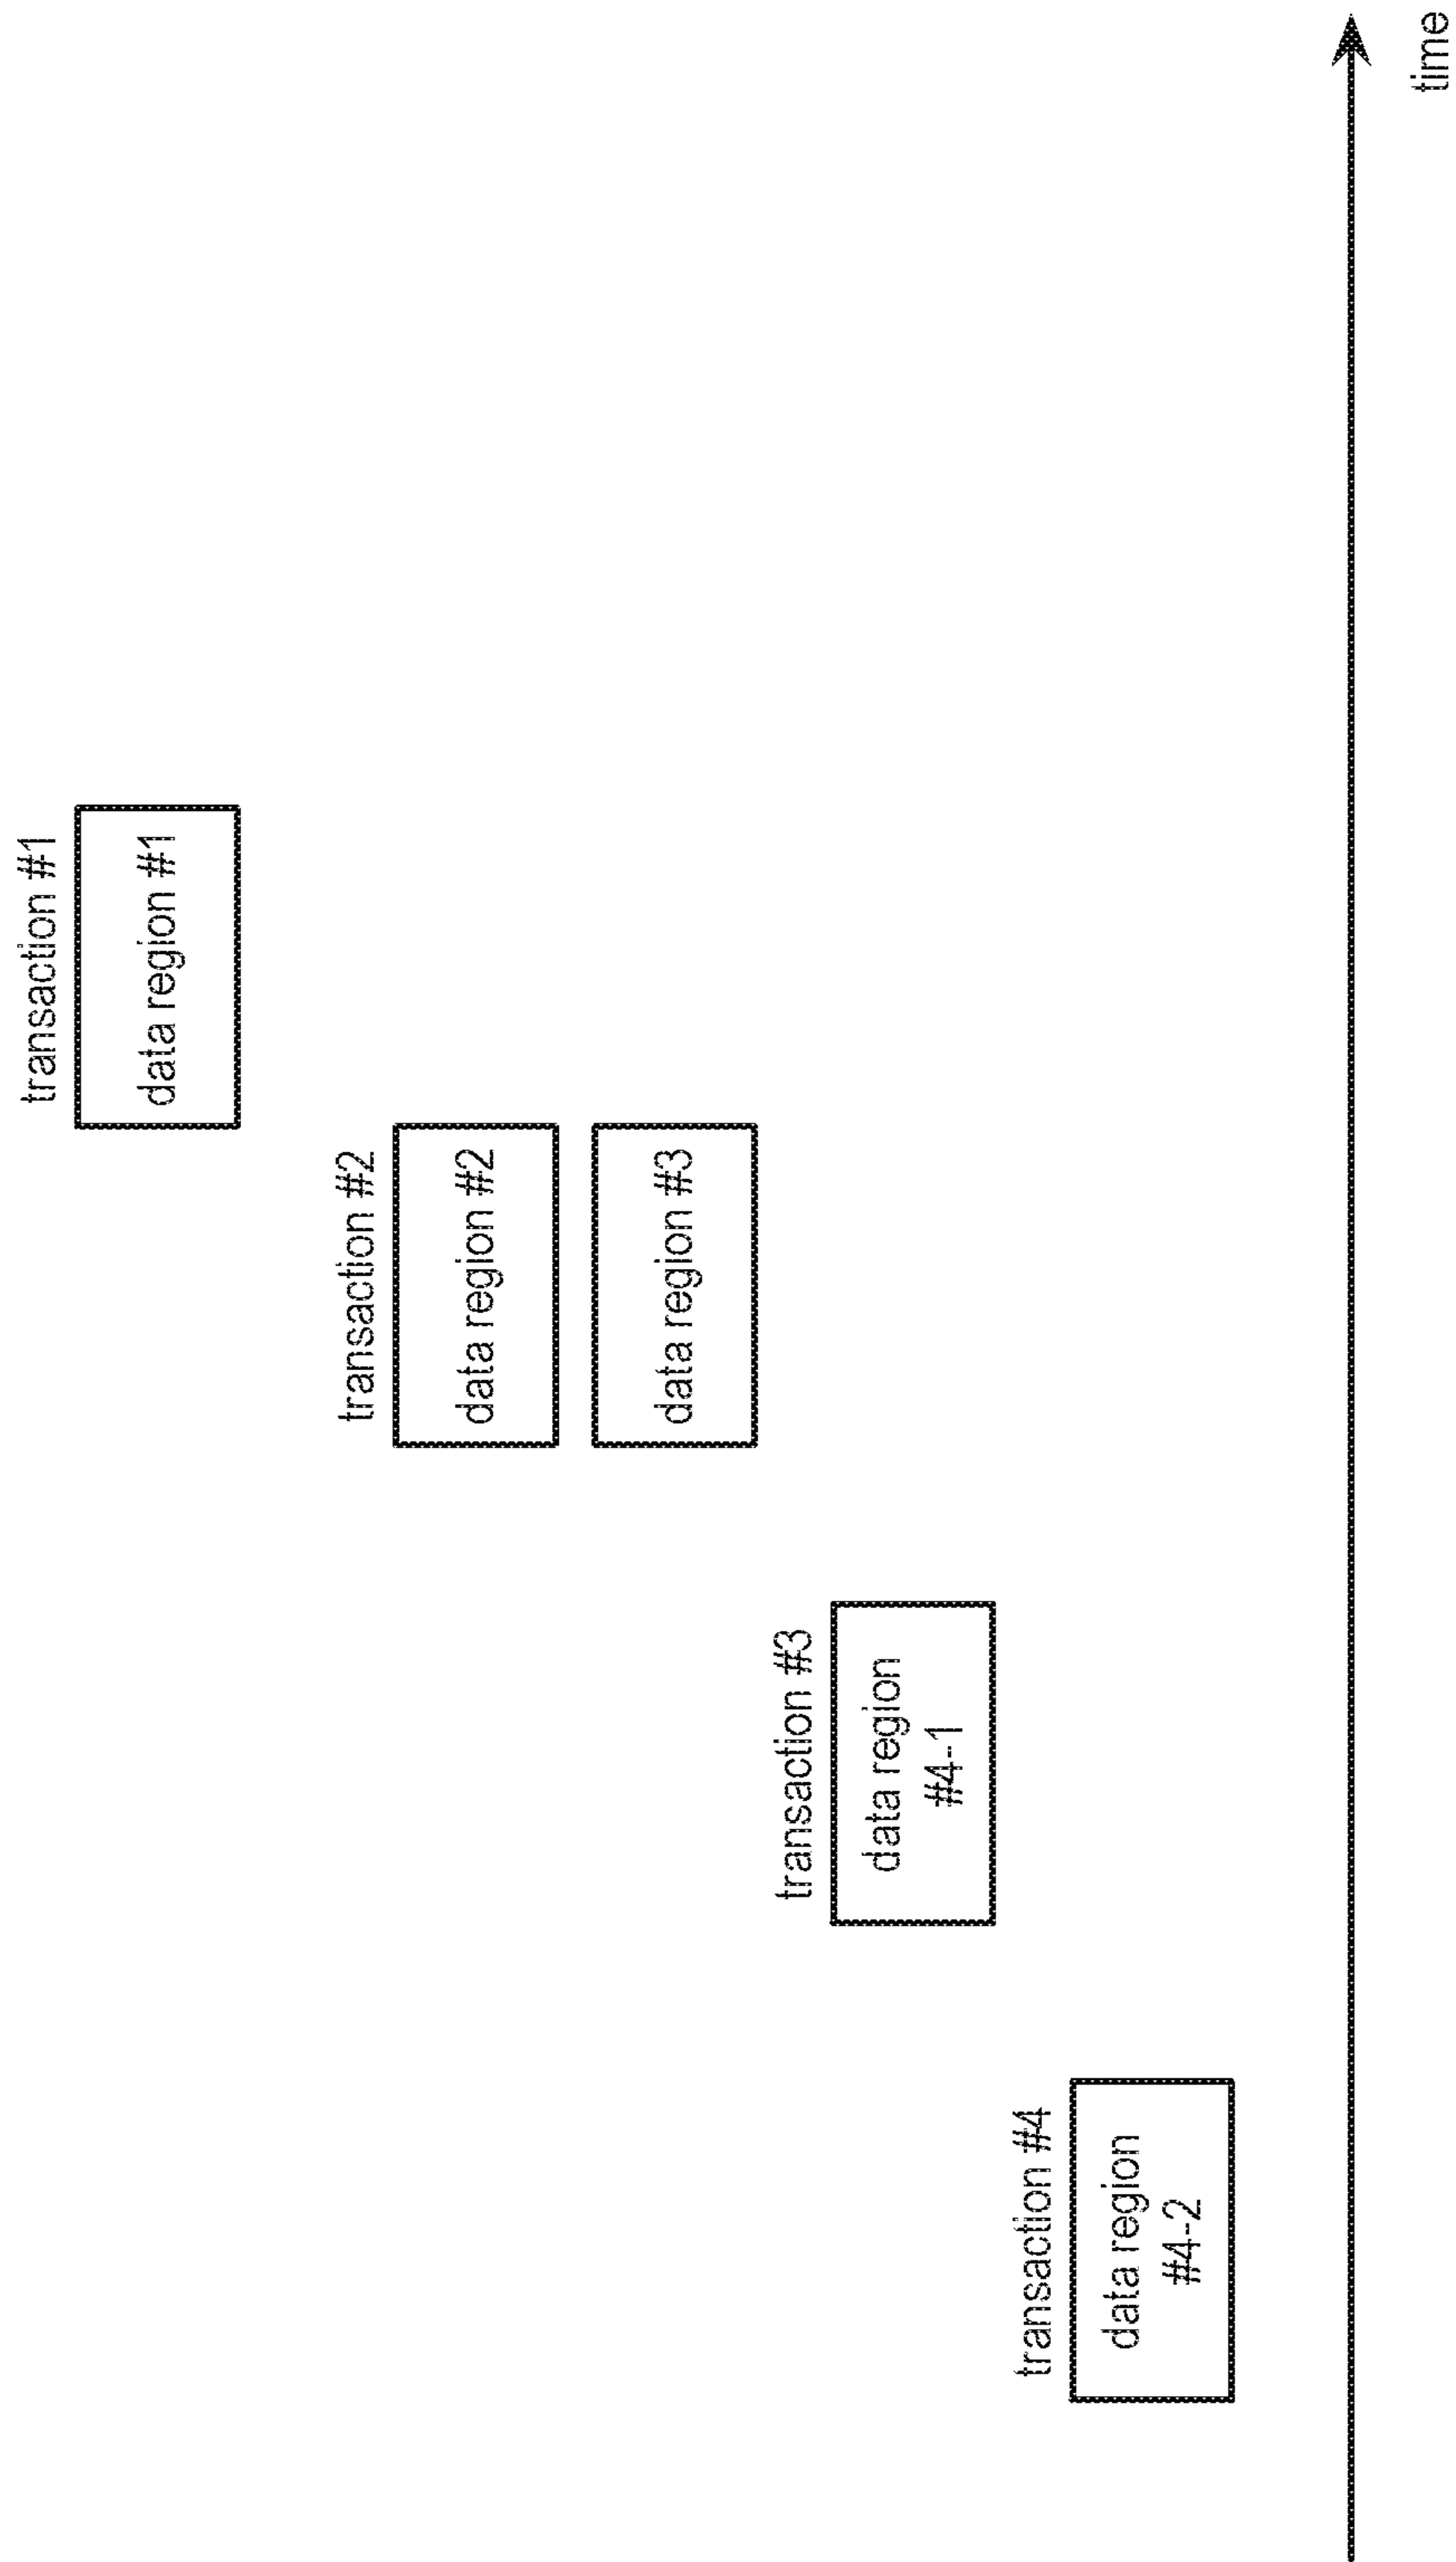 transaction #1
data region #1
transaction #2
data region #2
data region #3
transaction #3
data region
#4-1
transaction #4
data region
#4-2
time